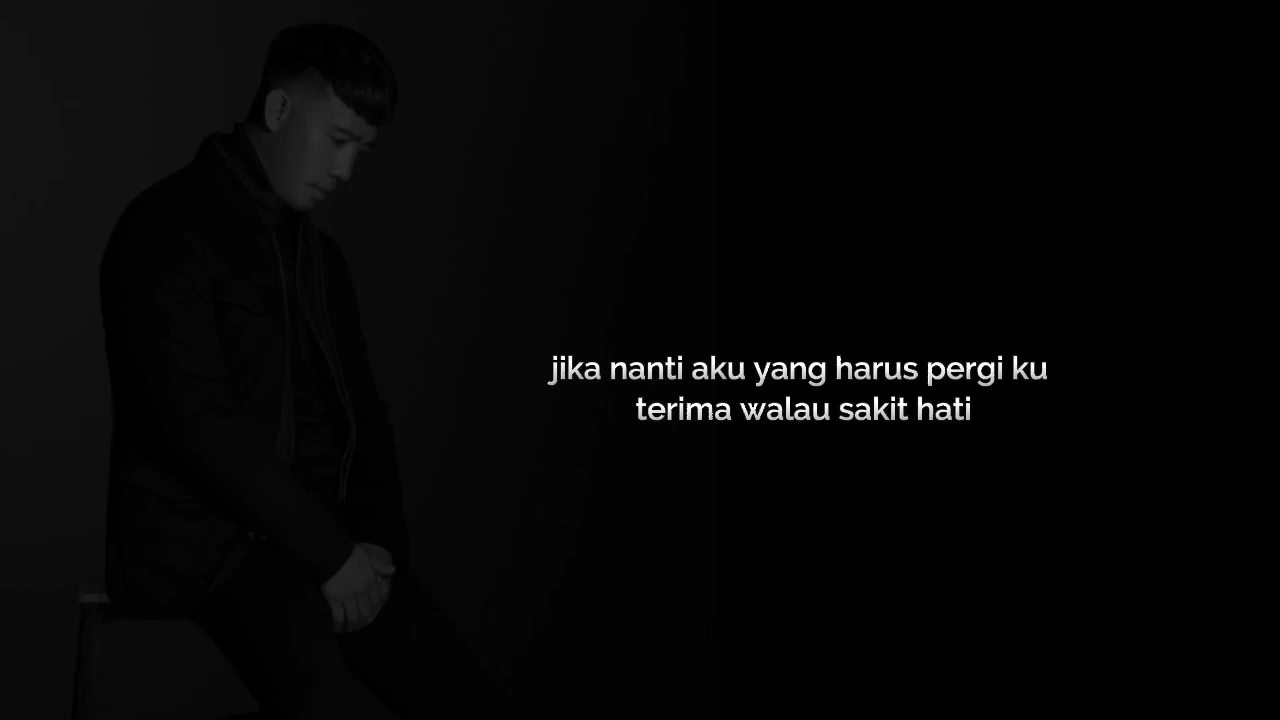 jika nanti aku yang harus pergi ku
terima walau sakit hati